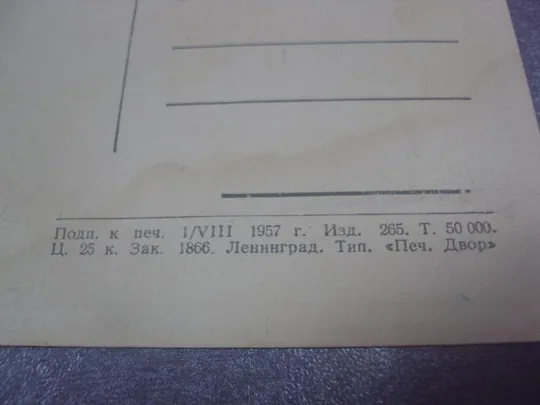 Подп. к печ. 1/VIII 1957 г. Изд. 265. Т. 50 000.
Ц. 25 к. Зак. 1866. Ленинград. Тип. «Печ. Двор»